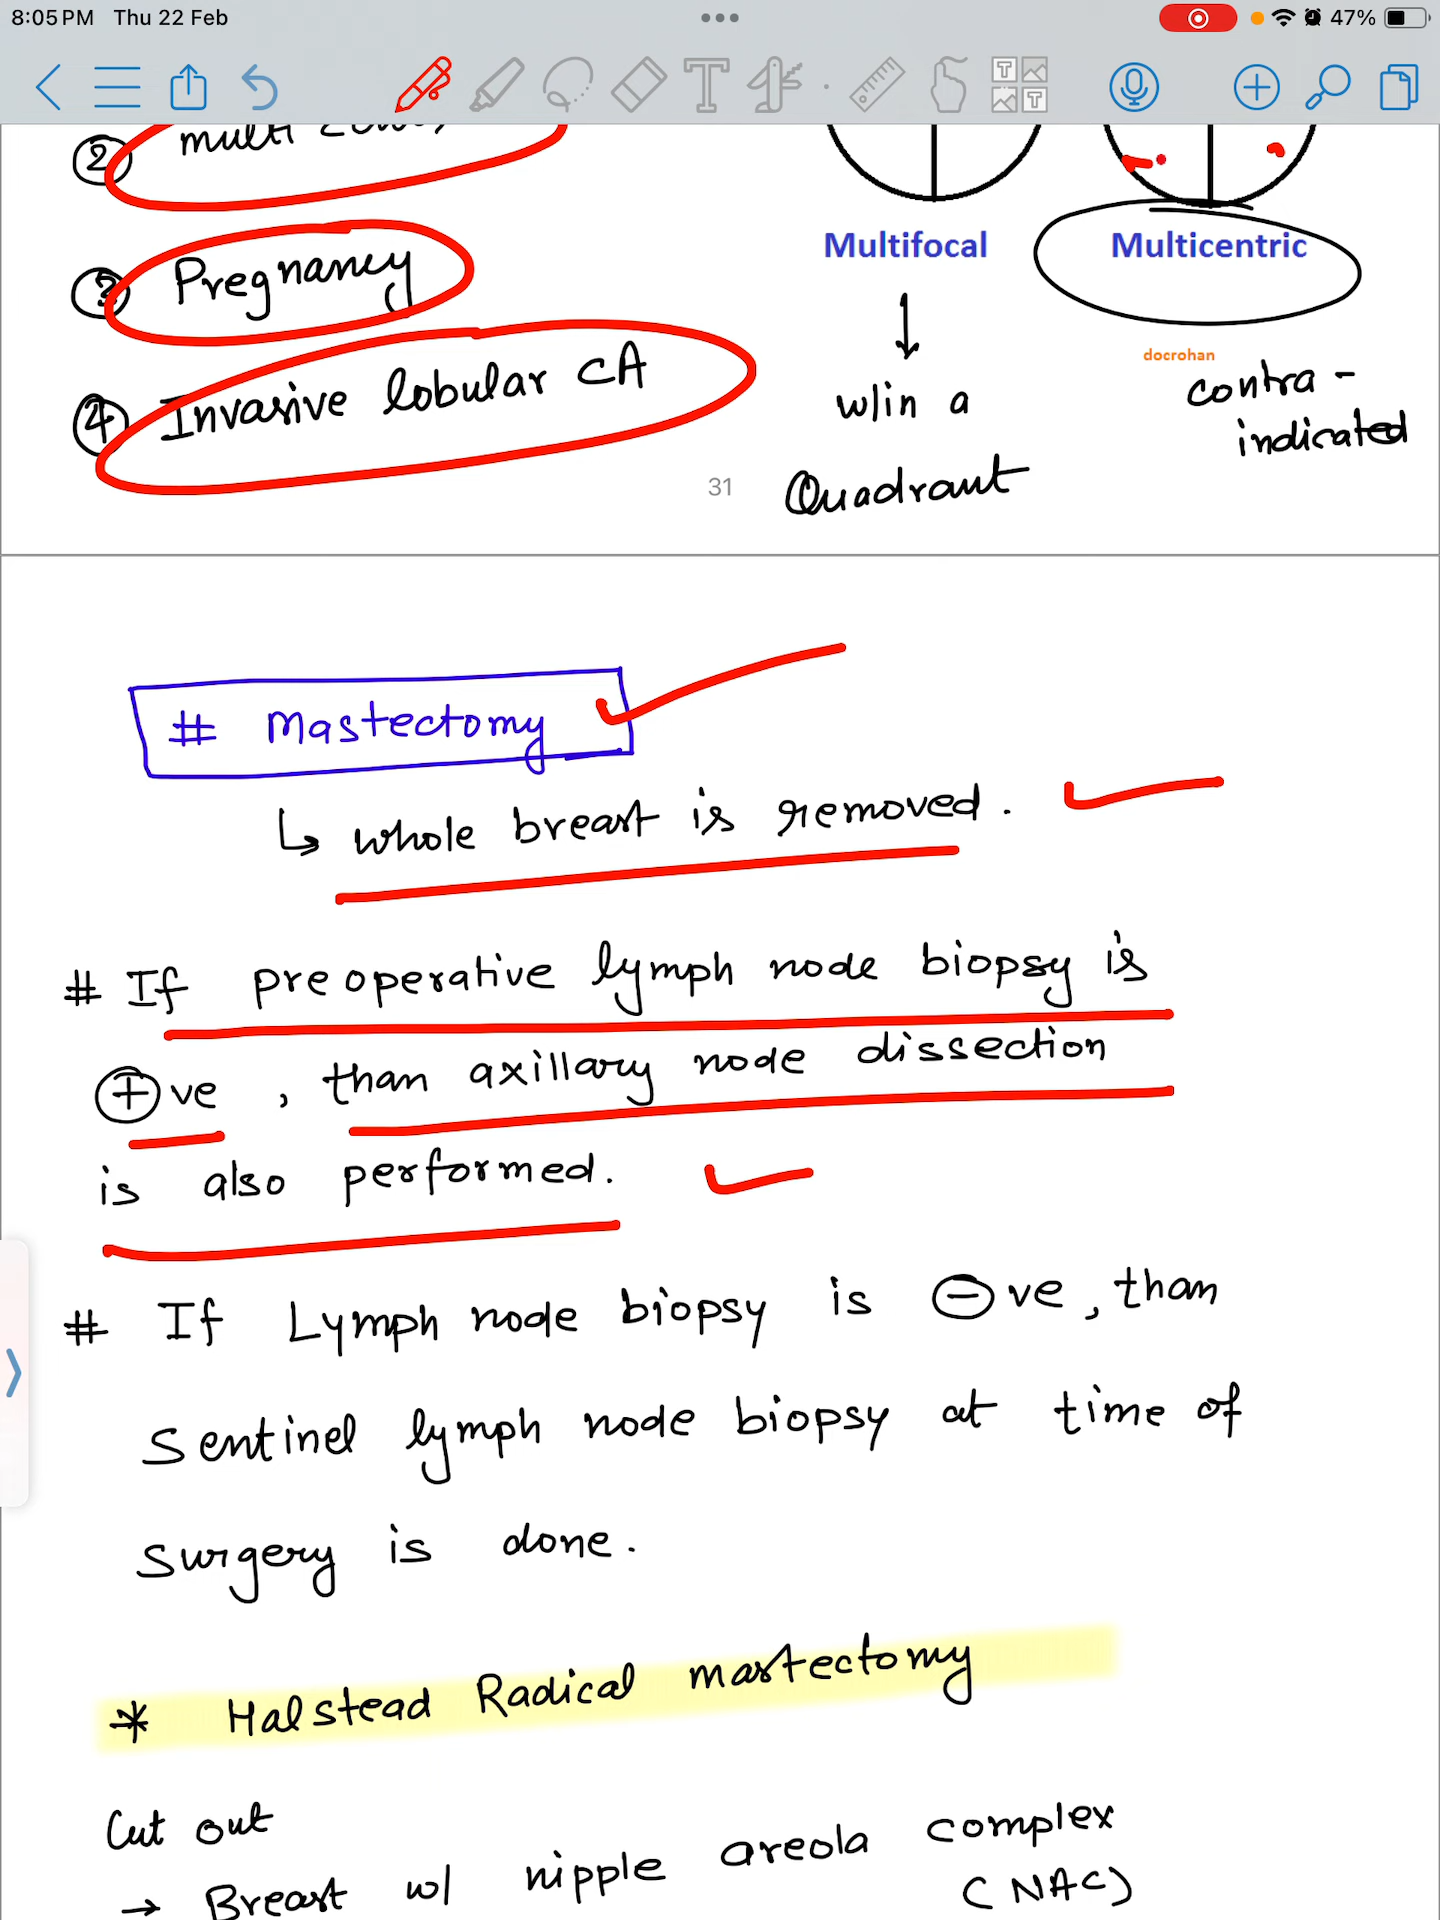 8:05 PM Thu 22 Feb
47%
② multi
③ Pregnancy
④ Invasive lobular CA
Multifocal
Multicentric
docrohan
w/in a
Quadrant
contra -
indicated
31
# Mastectomy
↳ whole breast is removed.
# If preoperative lymph node biopsy is
⊕ve, than axillary node dissection
is also performed.
# If Lymph node biopsy is ⊖ve, than
Sentinel lymph node biopsy at time of
surgery is done.
* Halstead Radical mastectomy
Cut out
→ Breast w/ nipple areola complex
(NAC)